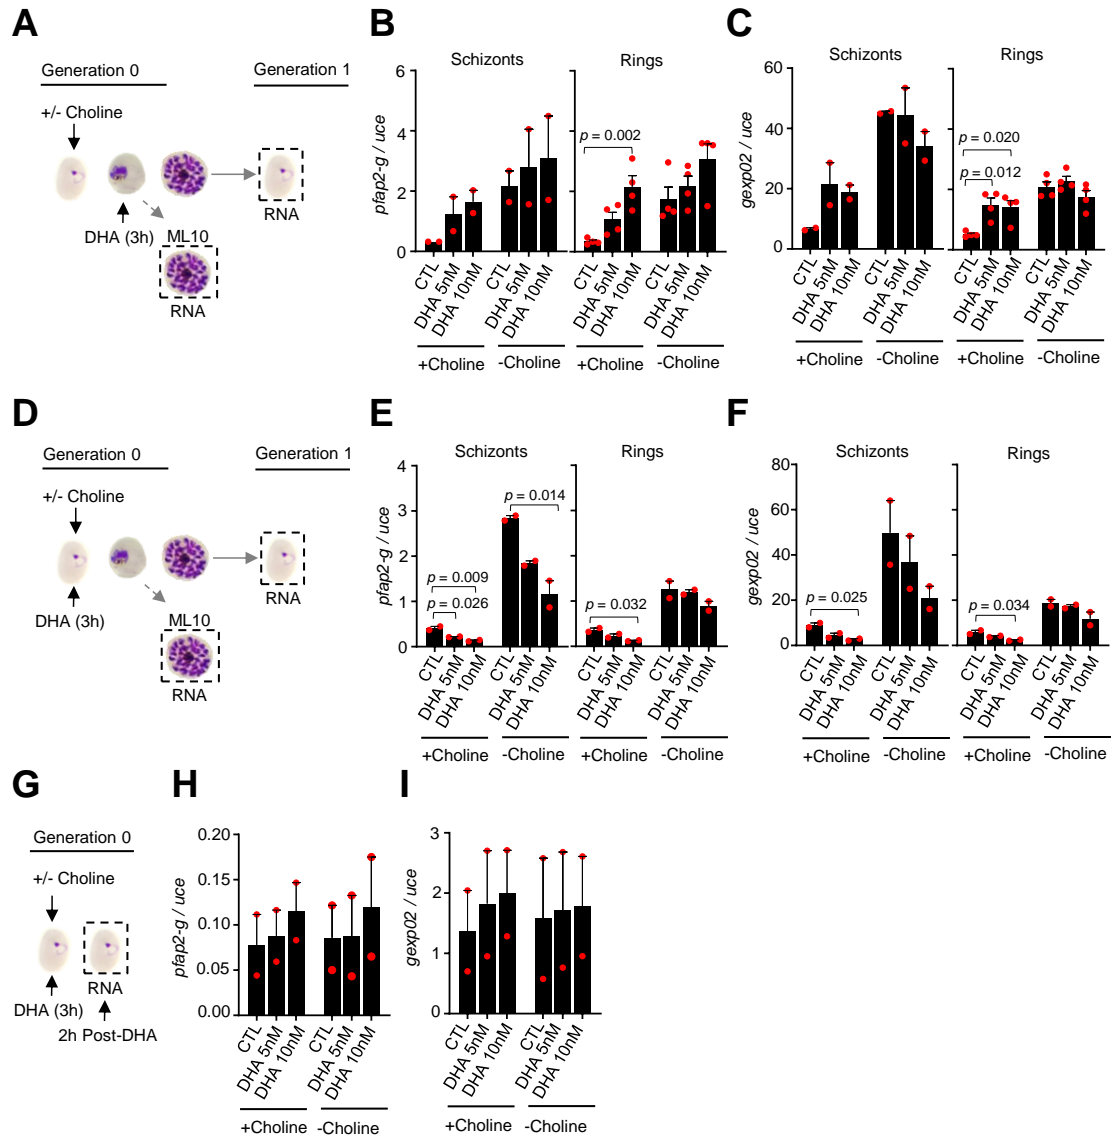 A
Generation 0
Generation 1
+/- Choline
DHA (3h)
ML10
RNA
RNA
B
Schizonts
Rings
pfap2-g / uce
6
4
2
0
p = 0.002
CTL
DHA 5nM
DHA 10nM
CTL
DHA 5nM
DHA 10nM
CTL
DHA 5nM
DHA 10nM
CTL
DHA 5nM
DHA 10nM
+Choline
-Choline
+Choline
-Choline
C
Schizonts
Rings
gexp02 / uce
60
40
20
0
p = 0.020
p = 0.012
CTL
DHA 5nM
DHA 10nM
CTL
DHA 5nM
DHA 10nM
CTL
DHA 5nM
DHA 10nM
CTL
DHA 5nM
DHA 10nM
+Choline
-Choline
+Choline
-Choline
D
Generation 0
Generation 1
+/- Choline
DHA (3h)
ML10
RNA
RNA
E
Schizonts
Rings
pfap2-g / uce
4
3
2
1
0
p = 0.014
p = 0.009
p = 0.026
p = 0.032
CTL
DHA 5nM
DHA 10nM
CTL
DHA 5nM
DHA 10nM
CTL
DHA 5nM
DHA 10nM
CTL
DHA 5nM
DHA 10nM
+Choline
-Choline
+Choline
-Choline
F
Schizonts
Rings
gexp02 / uce
80
60
40
20
0
p = 0.025
p = 0.034
CTL
DHA 5nM
DHA 10nM
CTL
DHA 5nM
DHA 10nM
CTL
DHA 5nM
DHA 10nM
CTL
DHA 5nM
DHA 10nM
+Choline
-Choline
+Choline
-Choline
G
Generation 0
+/- Choline
RNA
DHA (3h)
2h Post-DHA
H
pfap2-g / uce
0.20
0.15
0.10
0.05
0.00
CTL
DHA 5nM
DHA 10nM
CTL
DHA 5nM
DHA 10nM
+Choline
-Choline
I
gexp02 / uce
3
2
1
0
CTL
DHA 5nM
DHA 10nM
CTL
DHA 5nM
DHA 10nM
+Choline
-Choline